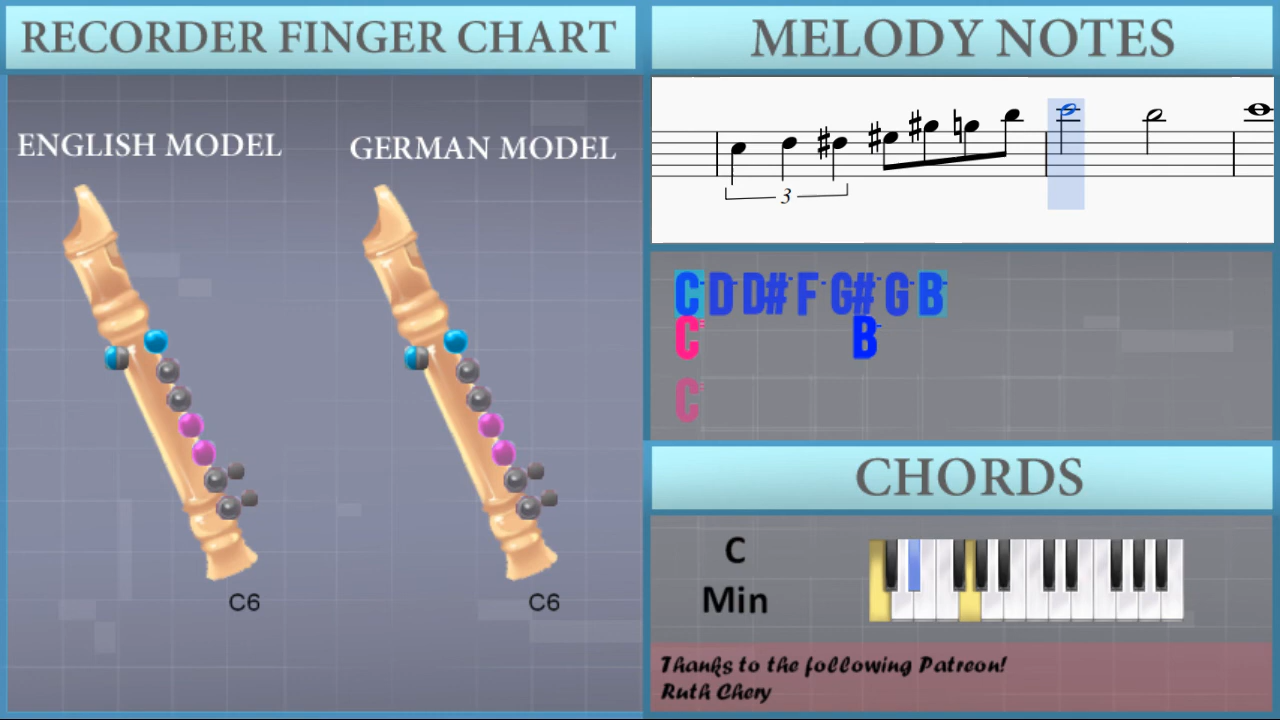 RECORDER FINGER CHART
ENGLISH MODEL
GERMAN MODEL
C6
C6
MELODY NOTES
3
C D D# F G# G B
C B
C
CHORDS
C
Min
Thanks to the following Patreon!
Ruth Chery